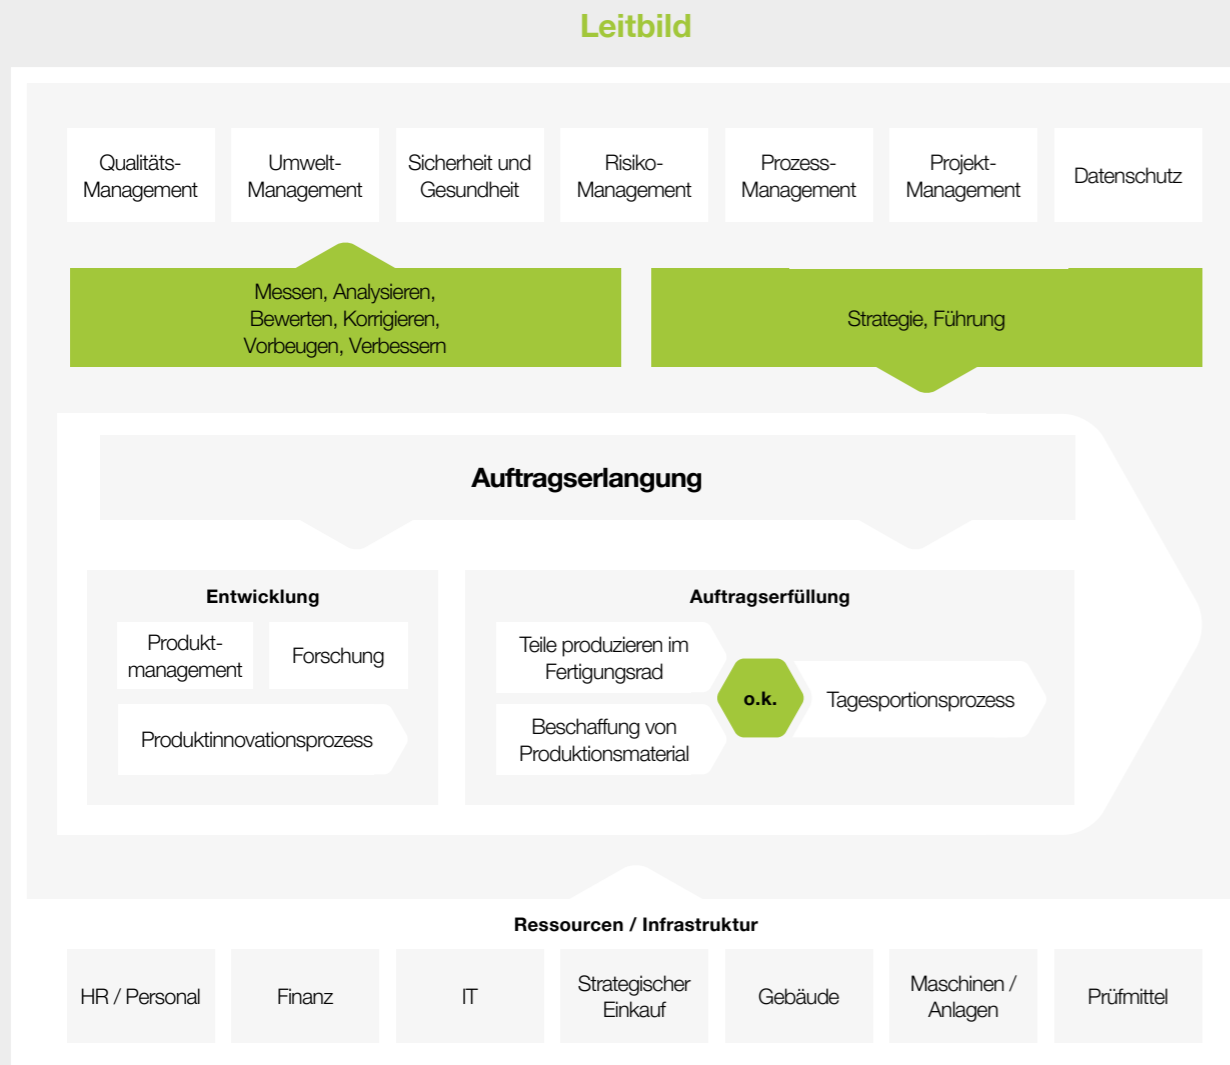 Leitbild
Qualitäts-
Management
Umwelt-
Management
Sicherheit und
Gesundheit
Risiko-
Management
Prozess-
Management
Projekt-
Management
Datenschutz
Messen, Analysieren,
Bewerten, Korrigieren,
Vorbeugen, Verbessern
Strategie, Führung
Auftragserlangung
Entwicklung
Produkt-
management
Forschung
Produktinnovationsprozess
Auftragserfüllung
Teile produzieren im
Fertigungsrad
Beschaffung von
Produktionsmaterial
o.k.
Tagesportionsprozess
Ressourcen / Infrastruktur
HR / Personal
Finanz
IT
Strategischer
Einkauf
Gebäude
Maschinen /
Anlagen
Prüfmittel